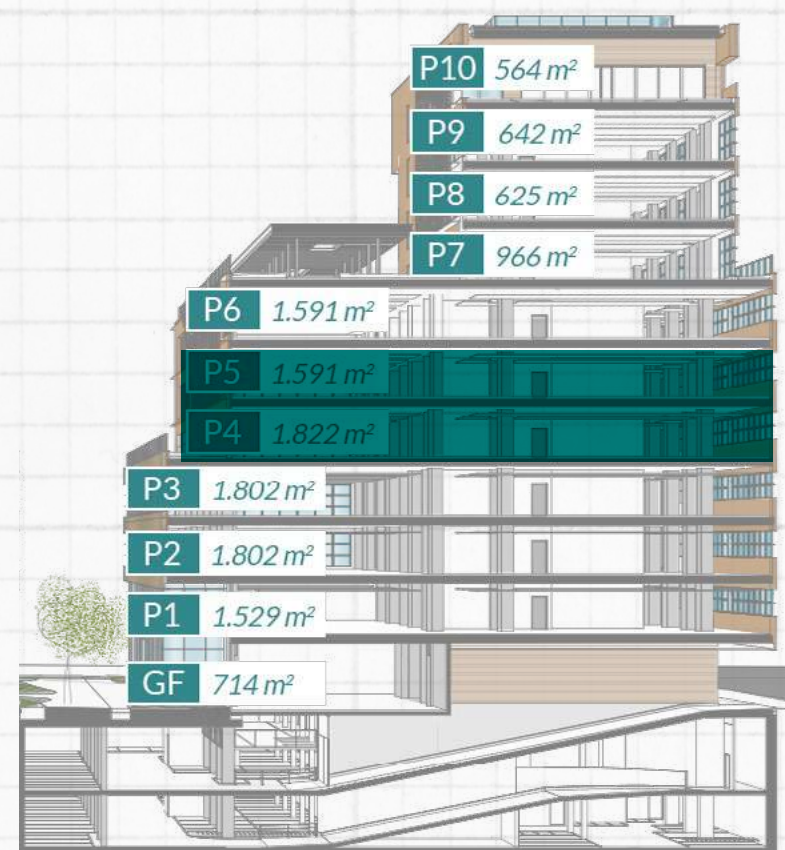 P10 564 m²
P9 642 m²
P8 625 m²
P7 966 m²
P6 1.591 m²
P5 1.591 m²
P4 1.822 m²
P3 1.802 m²
P2 1.802 m²
P1 1.529 m²
GF 714 m²